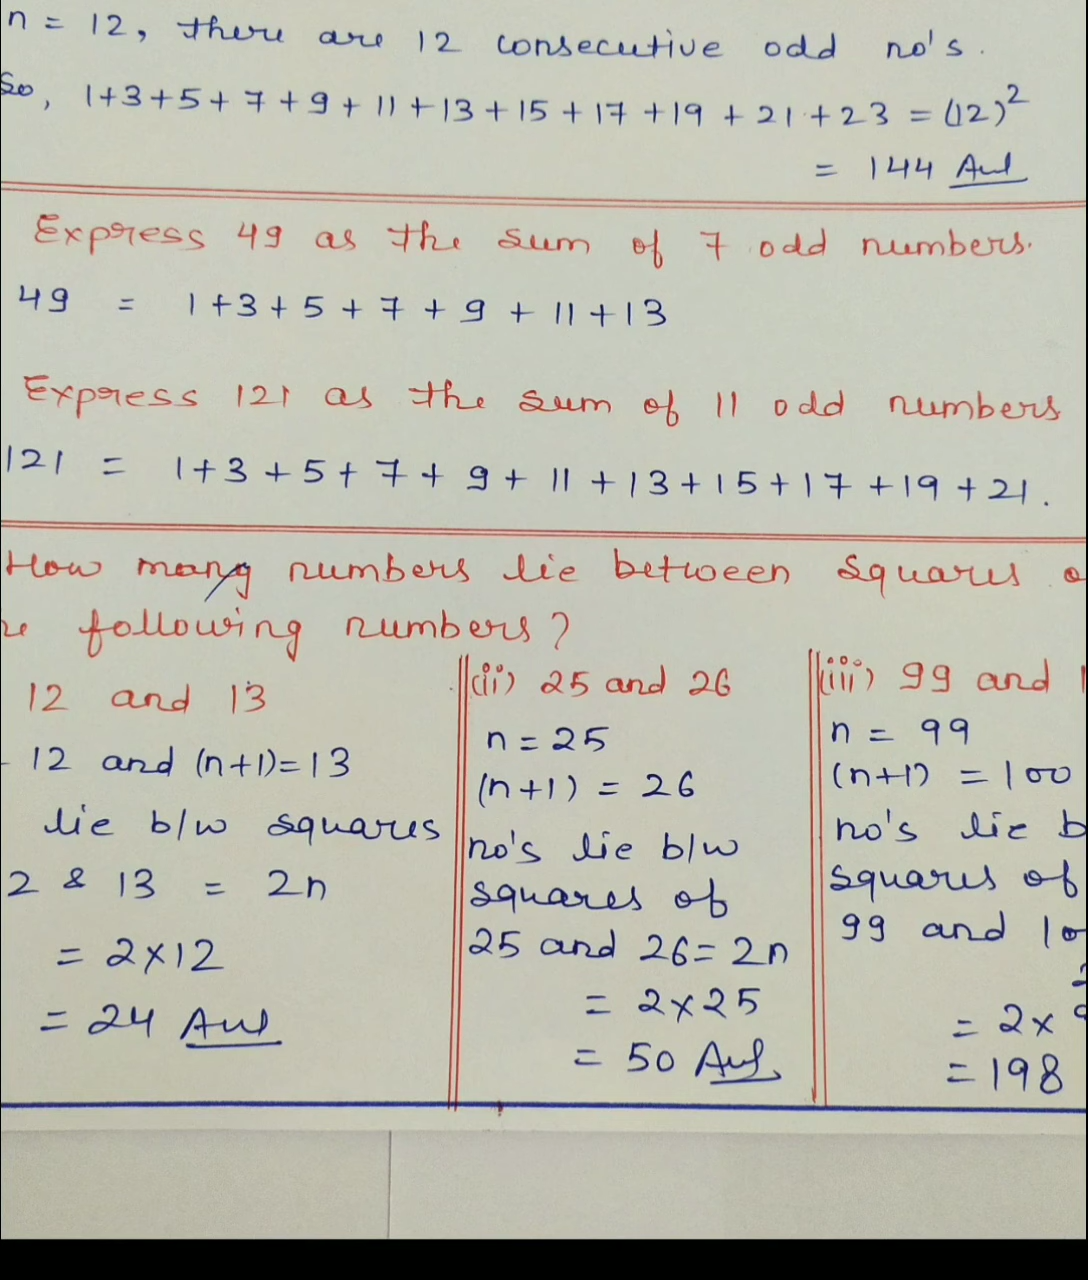 n = 12, there are 12 consecutive odd no's.
So, 1+3+5+7+9+11+13+15+17+19+21+23 = (12)²
= 144 Ans
Express 49 as the sum of 7 odd numbers.
49 = 1+3+5+7+9+11+13
Express 121 as the sum of 11 odd numbers
121 = 1+3+5+7+9+11+13+15+17+19+21.
How many numbers lie between squares o
re following numbers?
12 and 13
- 12 and (n+1)=13
lie b/w squares
2 & 13 = 2n
= 2×12
= 24 Ans
(ii) 25 and 26
n = 25
(n+1) = 26
no's lie b/w
squares of
25 and 26 = 2n
= 2×25
= 50 Ans
(iii) 99 and 1
n = 99
(n+1) = 100
no's lie b
squares of
99 and 10
= 2×9
= 198